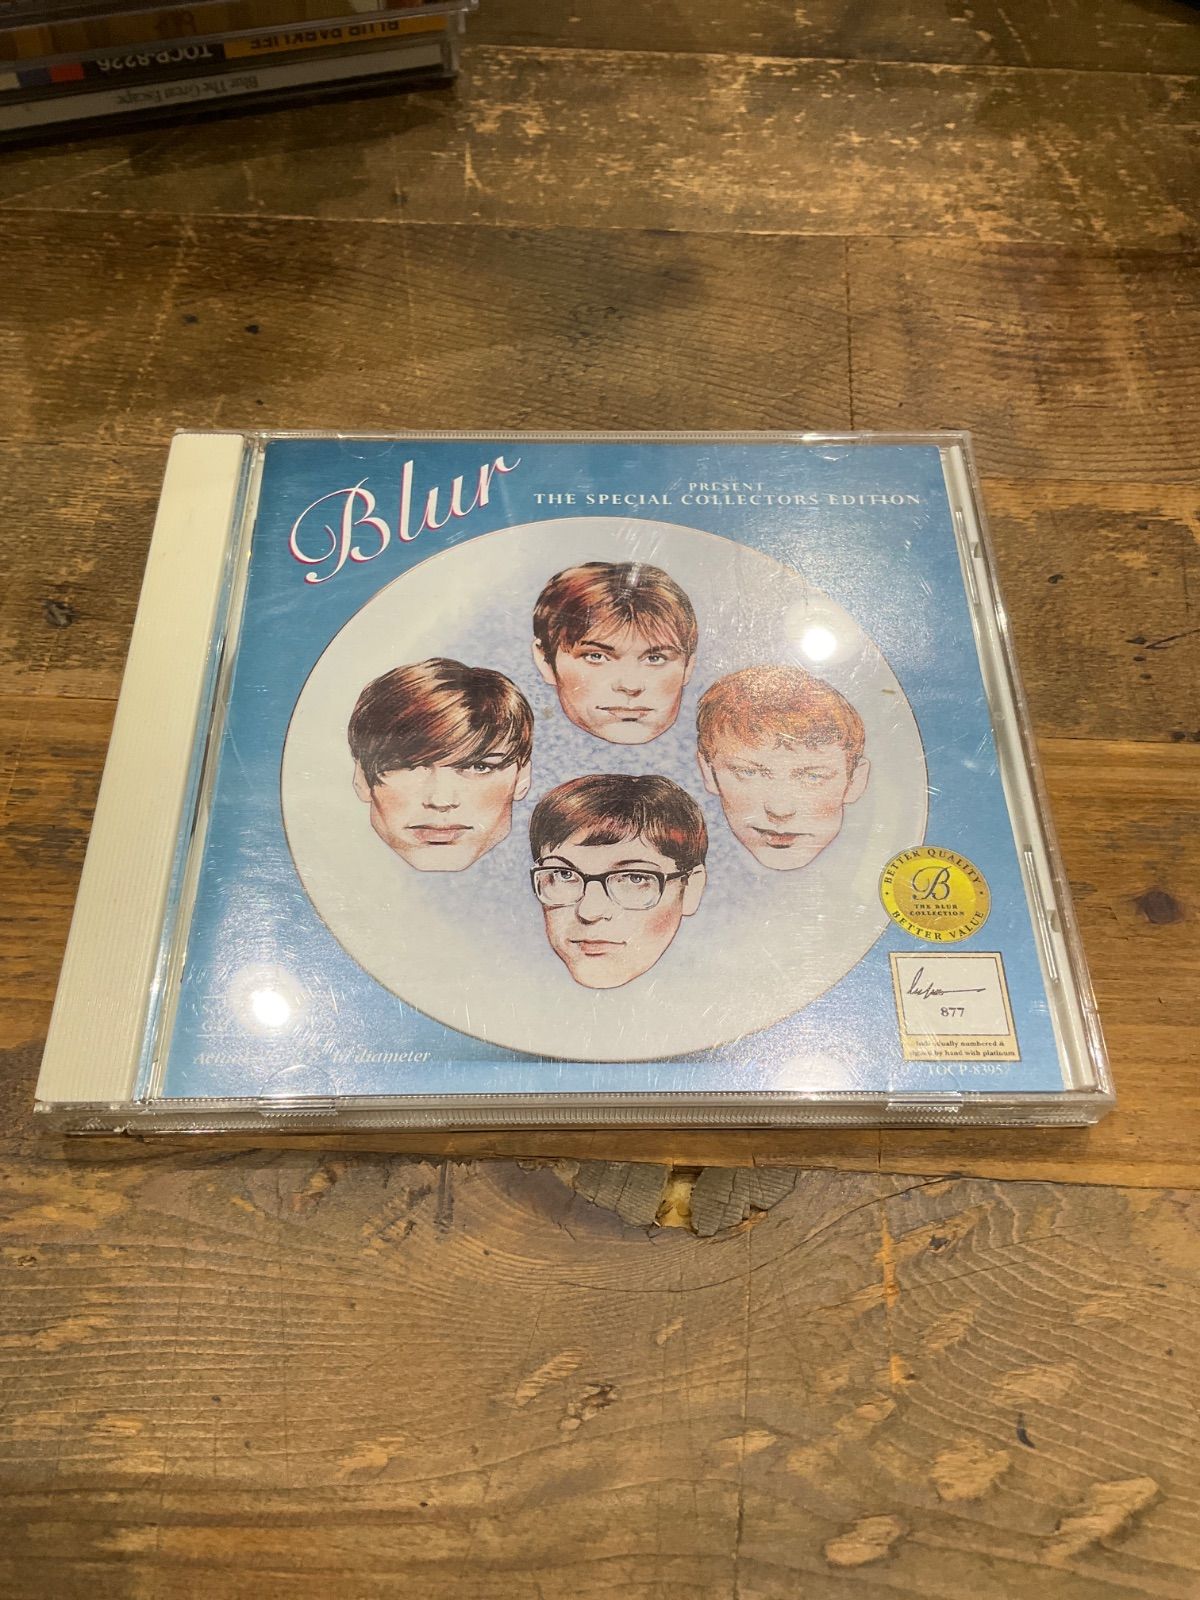 BLUR PARKLIFE
TOCP-8226
Blur The Great Escape
Blur
PRESENT
THE SPECIAL COLLECTORS EDITION
BETTER QUALITY
B
THE BLUR
COLLECTION
BETTER VALUE
877
Individually numbered &
signed by hand with platinum
TOCP-8395
diameter